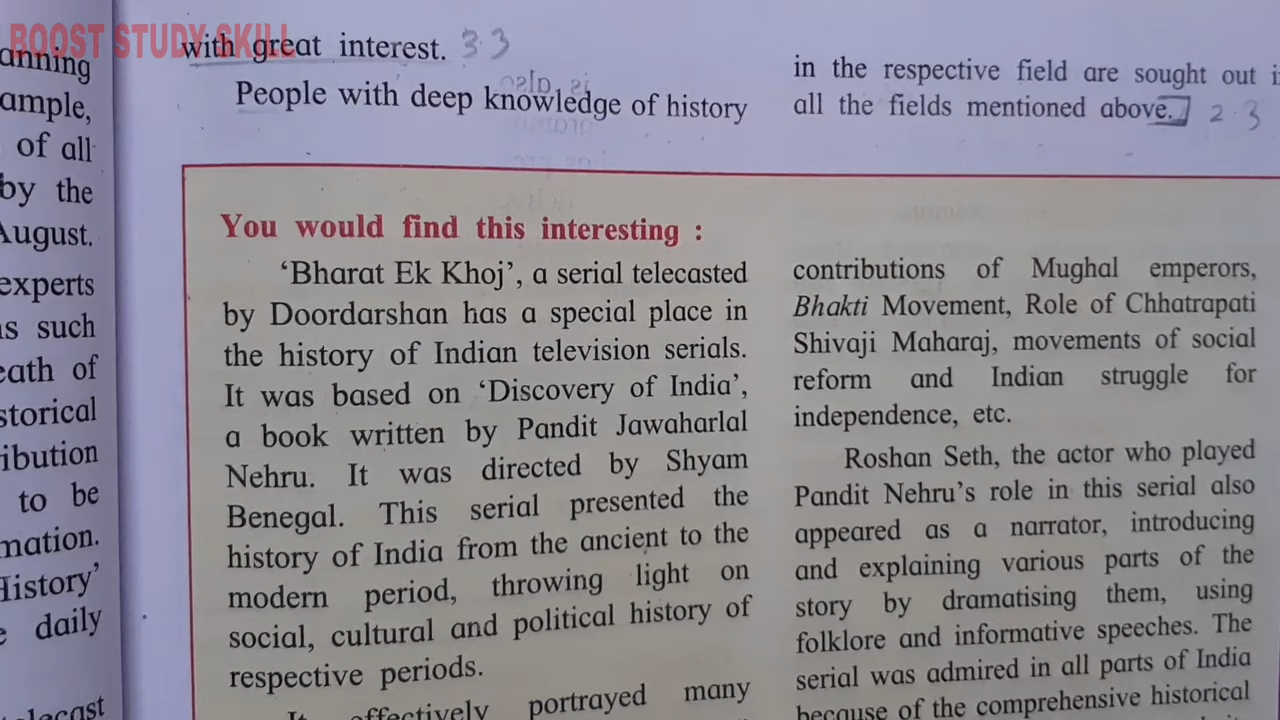 BOOST STUDY SKILL
anning
ample,
of all
by the
August.
experts
as such
eath of
storical
ibution
to be
mation.
History'
daily
with great interest. 3.3
People with deep knowledge of history
in the respective field are sought out i
all the fields mentioned above. 2.3
You would find this interesting :
'Bharat Ek Khoj', a serial telecasted
by Doordarshan has a special place in
the history of Indian television serials.
It was based on 'Discovery of India',
a book written by Pandit Jawaharlal
Nehru. It was directed by Shyam
Benegal. This serial presented the
history of India from the ancient to the
modern period, throwing light on
social, cultural and political history of
respective periods.
It effectively portrayed many
contributions of Mughal emperors,
Bhakti Movement, Role of Chhatrapati
Shivaji Maharaj, movements of social
reform and Indian struggle for
independence, etc.
Roshan Seth, the actor who played
Pandit Nehru's role in this serial also
appeared as a narrator, introducing
and explaining various parts of the
story by dramatising them, using
folklore and informative speeches. The
serial was admired in all parts of India
because of the comprehensive historical